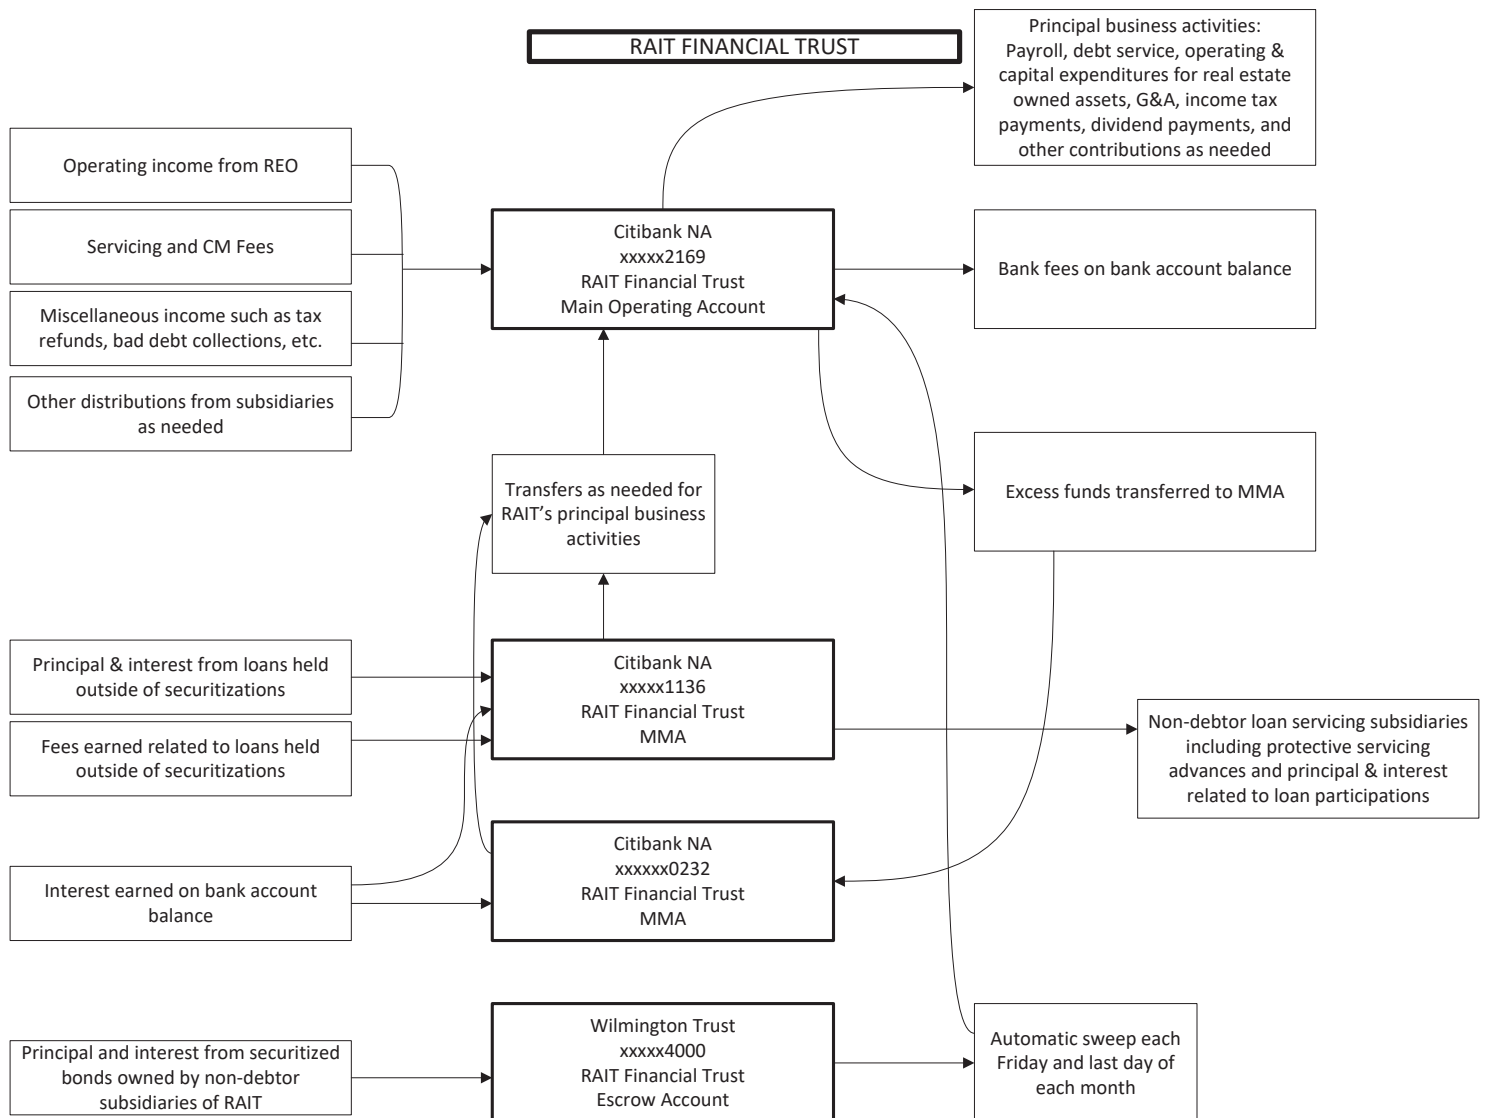 RAIT FINANCIAL TRUST
Principal business activities:
Payroll, debt service, operating &
capital expenditures for real estate
owned assets, G&A, income tax
payments, dividend payments, and
other contributions as needed
Operating income from REO
Servicing and CM Fees
Miscellaneous income such as tax
refunds, bad debt collections, etc.
Other distributions from subsidiaries
as needed
Citibank NA
xxxxx2169
RAIT Financial Trust
Main Operating Account
Bank fees on bank account balance
Transfers as needed for
RAIT’s principal business
activities
Excess funds transferred to MMA
Principal & interest from loans held
outside of securitizations
Fees earned related to loans held
outside of securitizations
Citibank NA
xxxxx1136
RAIT Financial Trust
MMA
Non-debtor loan servicing subsidiaries
including protective servicing
advances and principal & interest
related to loan participations
Interest earned on bank account
balance
Citibank NA
xxxxxx0232
RAIT Financial Trust
MMA
Principal and interest from securitized
bonds owned by non-debtor
subsidiaries of RAIT
Wilmington Trust
xxxxx4000
RAIT Financial Trust
Escrow Account
Automatic sweep each
Friday and last day of
each month